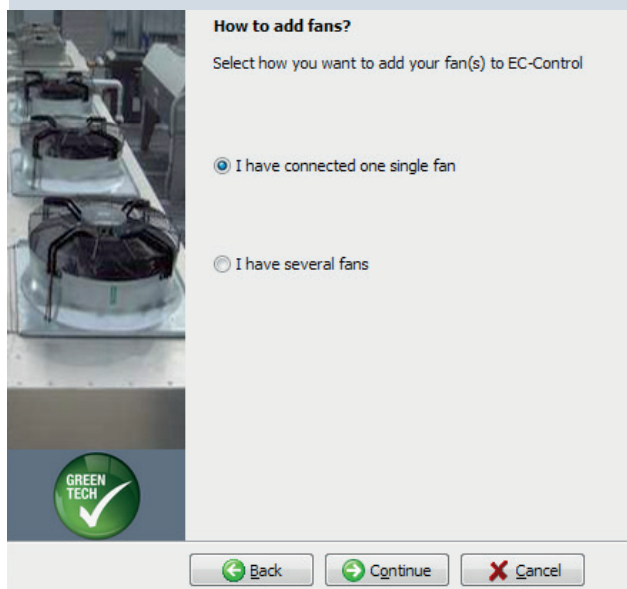 How to add fans?
Select how you want to add your fan(s) to EC-Control
I have connected one single fan
I have several fans
GREEN
TECH
Back
Continue
Cancel